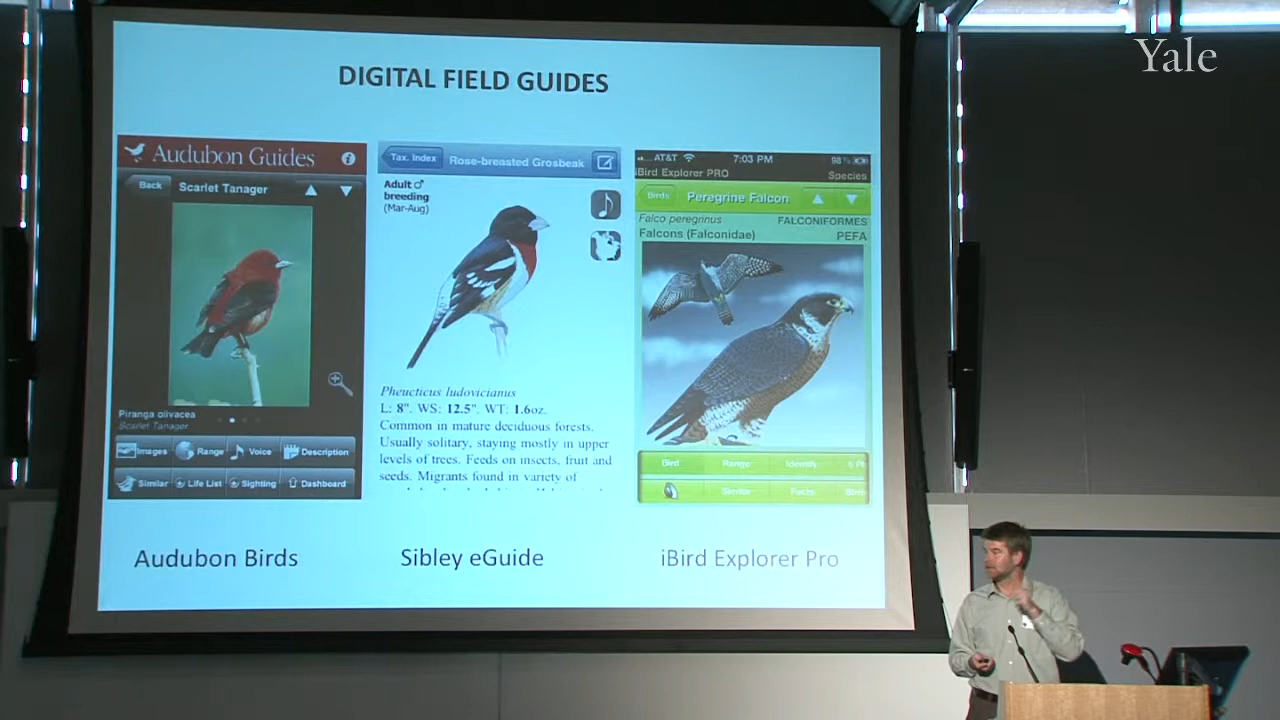 Yale
DIGITAL FIELD GUIDES
Audubon Guides
Back
Scarlet Tanager
Piranga olivacea
Scarlet Tanager
Images
Range
Voice
Description
Similar
Life List
Sighting
Dashboard
Tax. Index
Rose-breasted Grosbeak
Adult ♂
breeding
(Mar-Aug)
Pheucticus ludovicianus
L: 8". WS: 12.5". WT: 1.6oz.
Common in mature deciduous forests.
Usually solitary, staying mostly in upper
levels of trees. Feeds on insects, fruit and
seeds. Migrants found in variety of
AT&T
7:03 PM
98%
iBird Explorer PRO
Species
Birds
Peregrine Falcon
Falco peregrinus
FALCONIFORMES
Falcons (Falconidae)
PEFA
Bird
Range
Identify
Similar
Facts
Audubon Birds
Sibley eGuide
iBird Explorer Pro